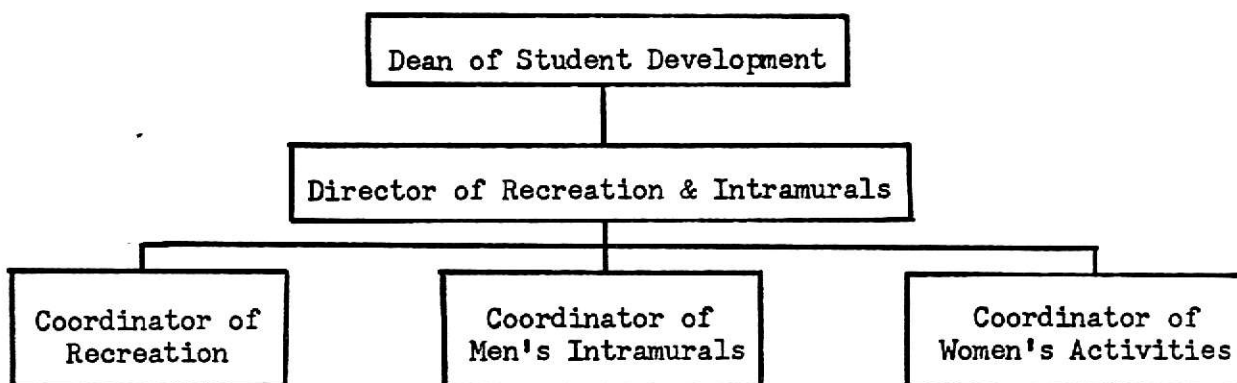 Dean of Student Development
Director of Recreation & Intramurals
Coordinator of
Recreation
Coordinator of
Men's Intramurals
Coordinator of
Women's Activities